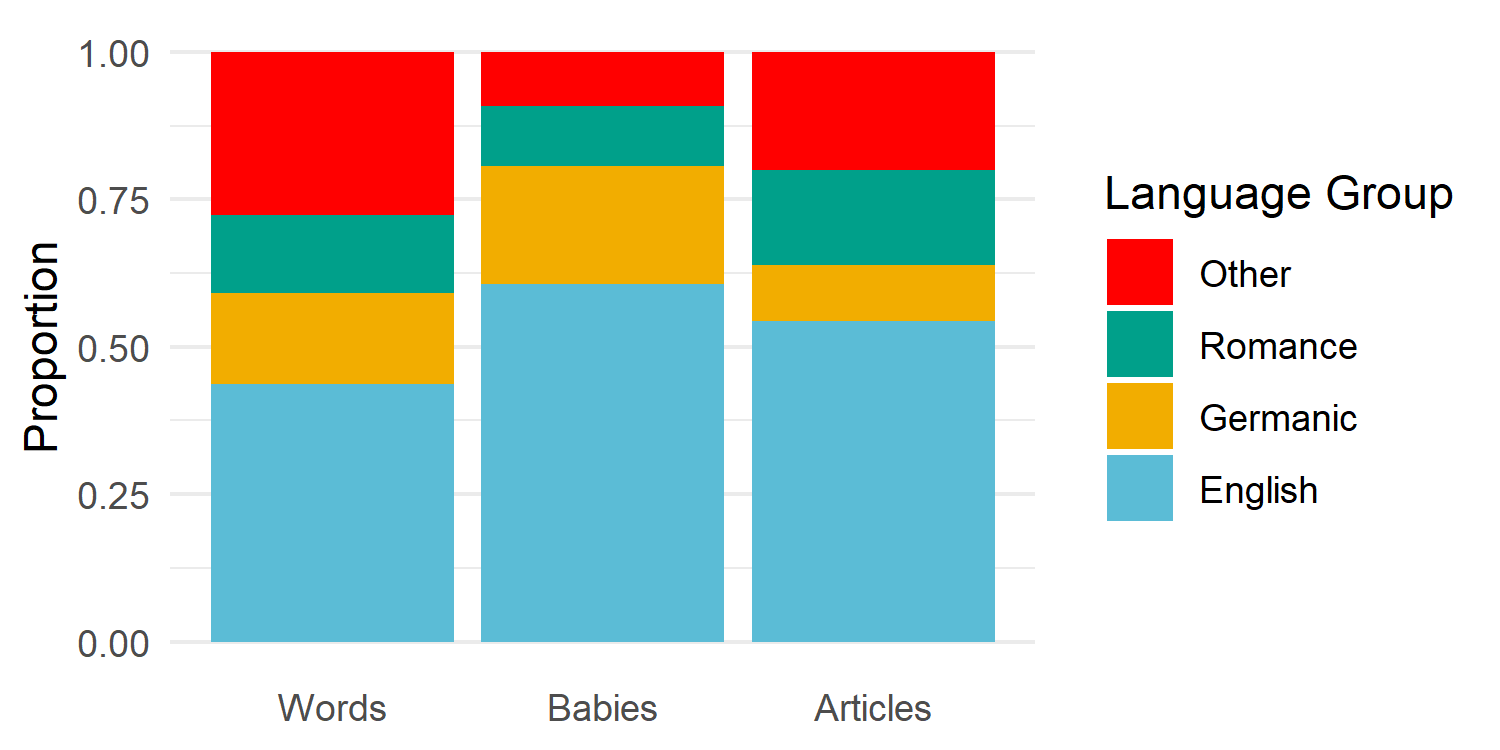 1.00
0.75
0.50
0.25
0.00
Proportion
Words Babies Articles
Language Group
Other
Romance
Germanic
English